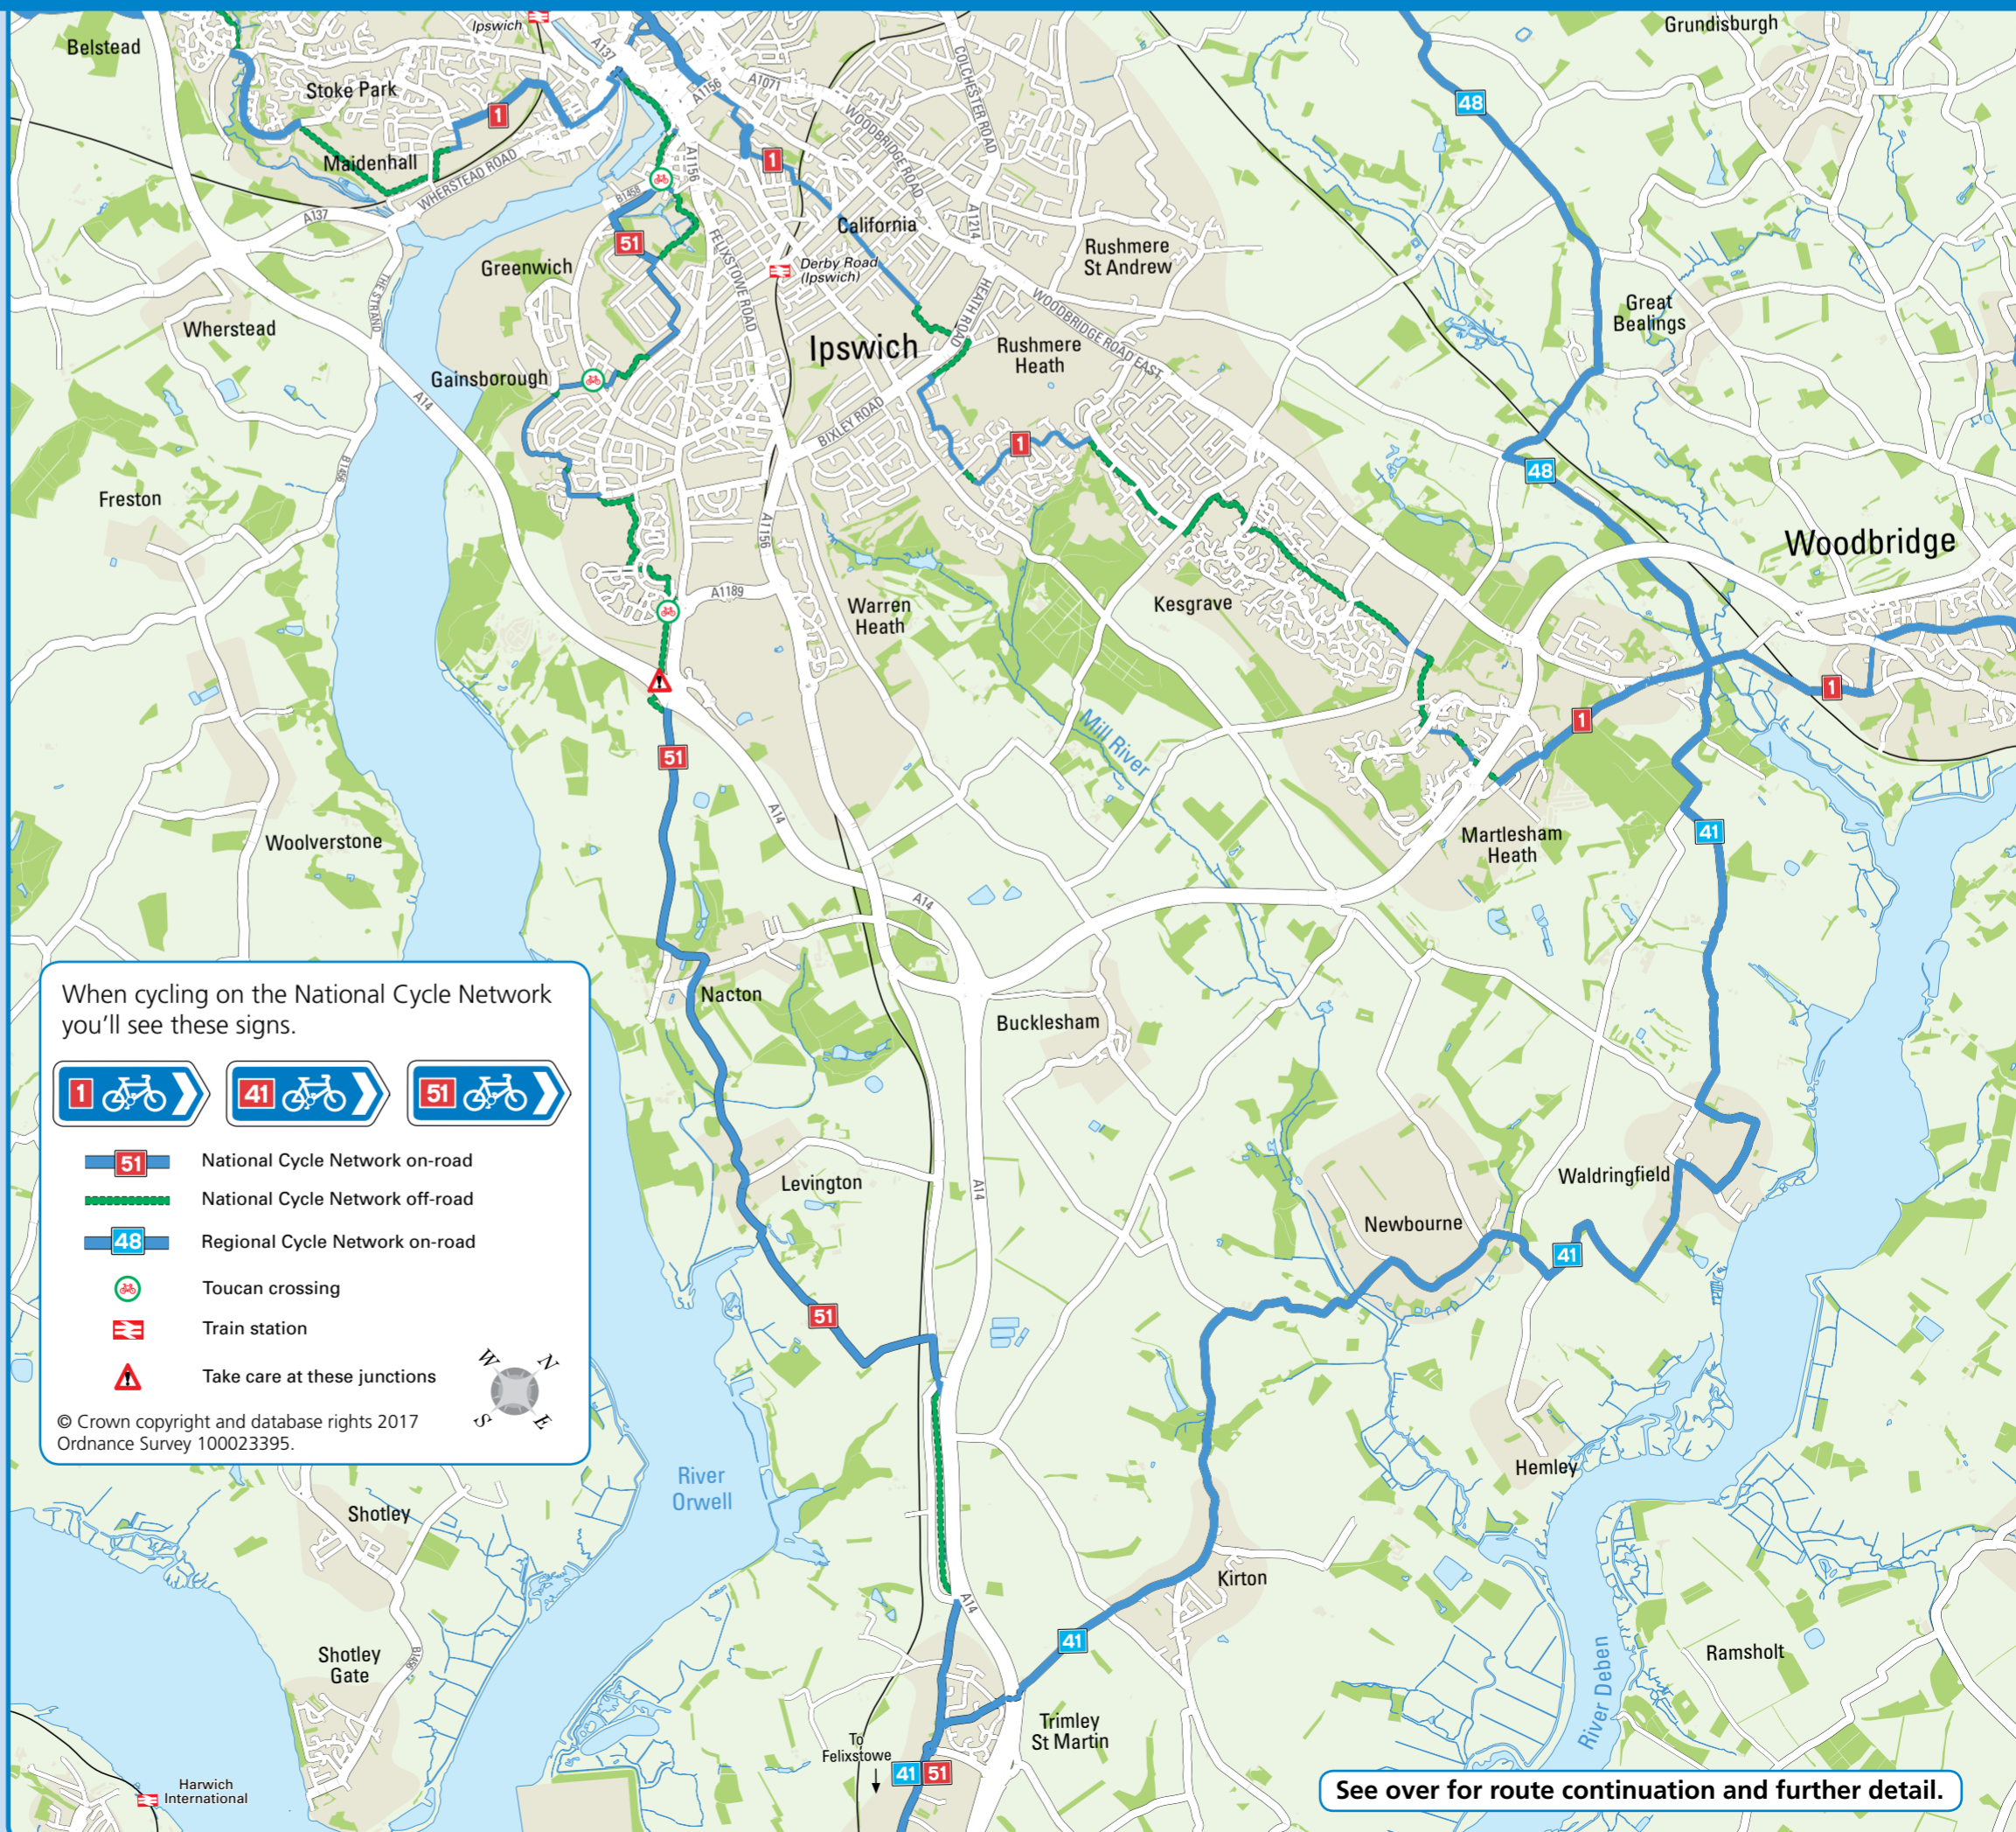 Belstead
Ipswich
A137
Grundisburgh
Stoke Park
1
A1156
A1071
COLCHESTER ROAD
48
Maidenhall
WHERSTEAD ROAD
WOODBRIDGE ROAD
A1156
1
A137
B1458
51
California
A1214
Rushmere
St Andrew
Greenwich
FELIXSTOWE ROAD
Derby Road
(Ipswich)
THE STRAND
Wherstead
HEATH ROAD
WOODBRIDGE ROAD EAST
Great
Bealings
Ipswich
Rushmere
Heath
Gainsborough
A14
BIXLEY ROAD
1
B1456
48
Freston
A1156
Woodbridge
A1189
Warren
Heath
Kesgrave
1
1
Mill River
51
A14
Woolverstone
Martlesham
Heath
41
A14
When cycling on the National Cycle Network
you'll see these signs.
1
41
51
51 National Cycle Network on-road
National Cycle Network off-road
48 Regional Cycle Network on-road
Toucan crossing
Train station
Take care at these junctions
W
N
S
E
© Crown copyright and database rights 2017
Ordnance Survey 100023395.
Nacton
Bucklesham
Levington
A14
Waldringfield
Newbourne
41
51
Hemley
River
Orwell
Shotley
Kirton
A14
41
Shotley
Gate
B1456
Ramsholt
River Deben
Trimley
St Martin
To
Felixstowe
41 51
Harwich
International
See over for route continuation and further detail.